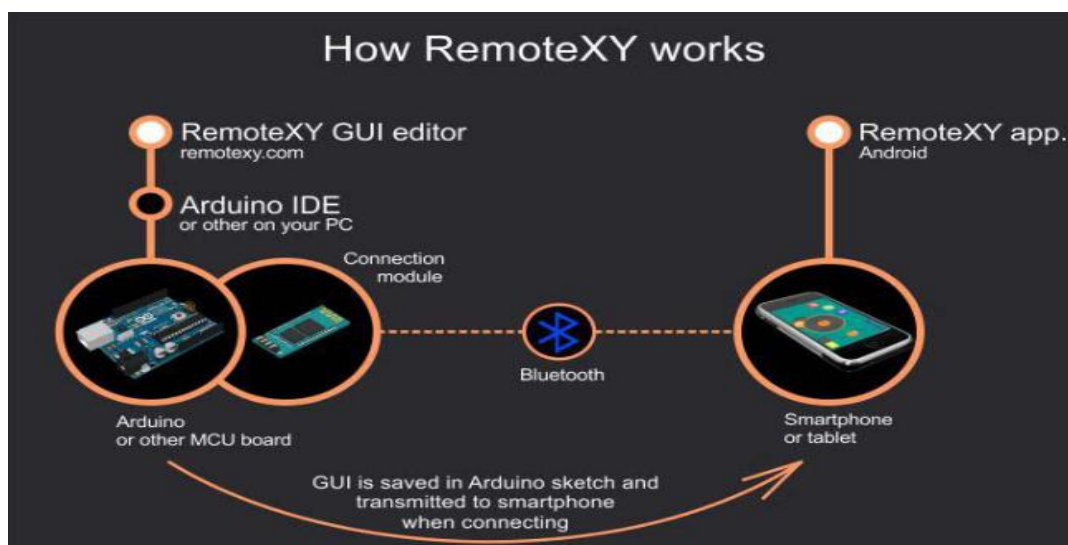 How RemoteXY works
RemoteXY GUI editor
remotexy.com
Arduino IDE
or other on your PC
Connection
module
RemoteXY app.
Android
Bluetooth
Arduino
or other MCU board
Smartphone
or tablet
GUI is saved in Arduino sketch and
transmitted to smartphone
when connecting